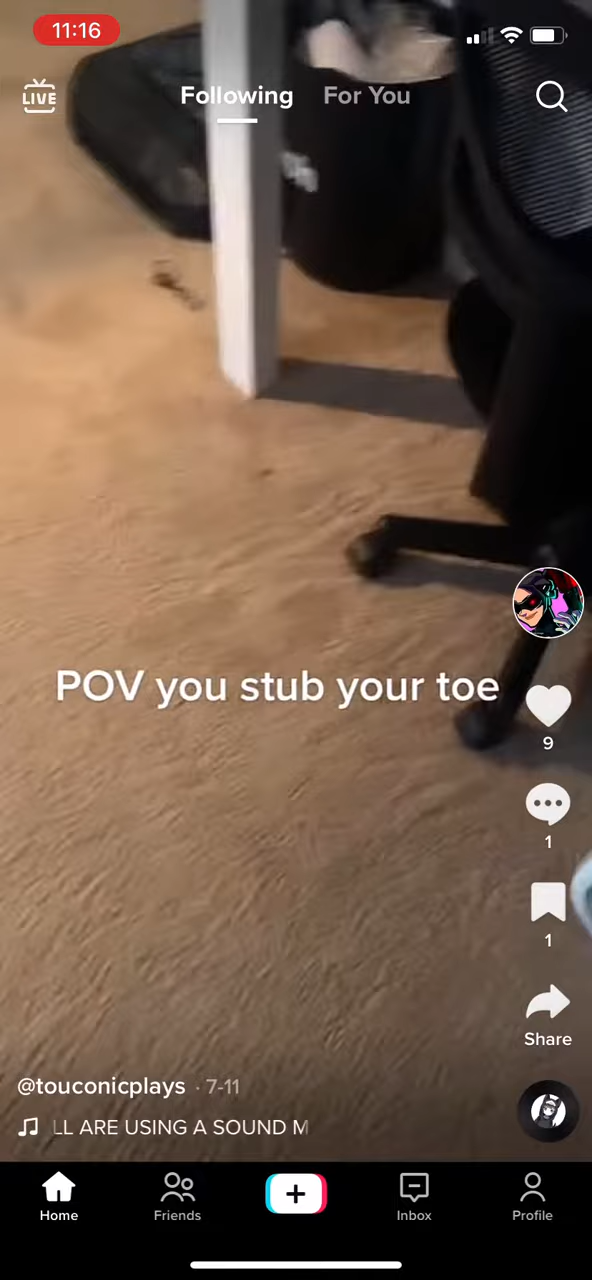 11:16
LIVE
Following For You
POV you stub your toe
9
1
1
Share
@touconicplays · 7-11
LL ARE USING A SOUND M
Home Friends Inbox Profile